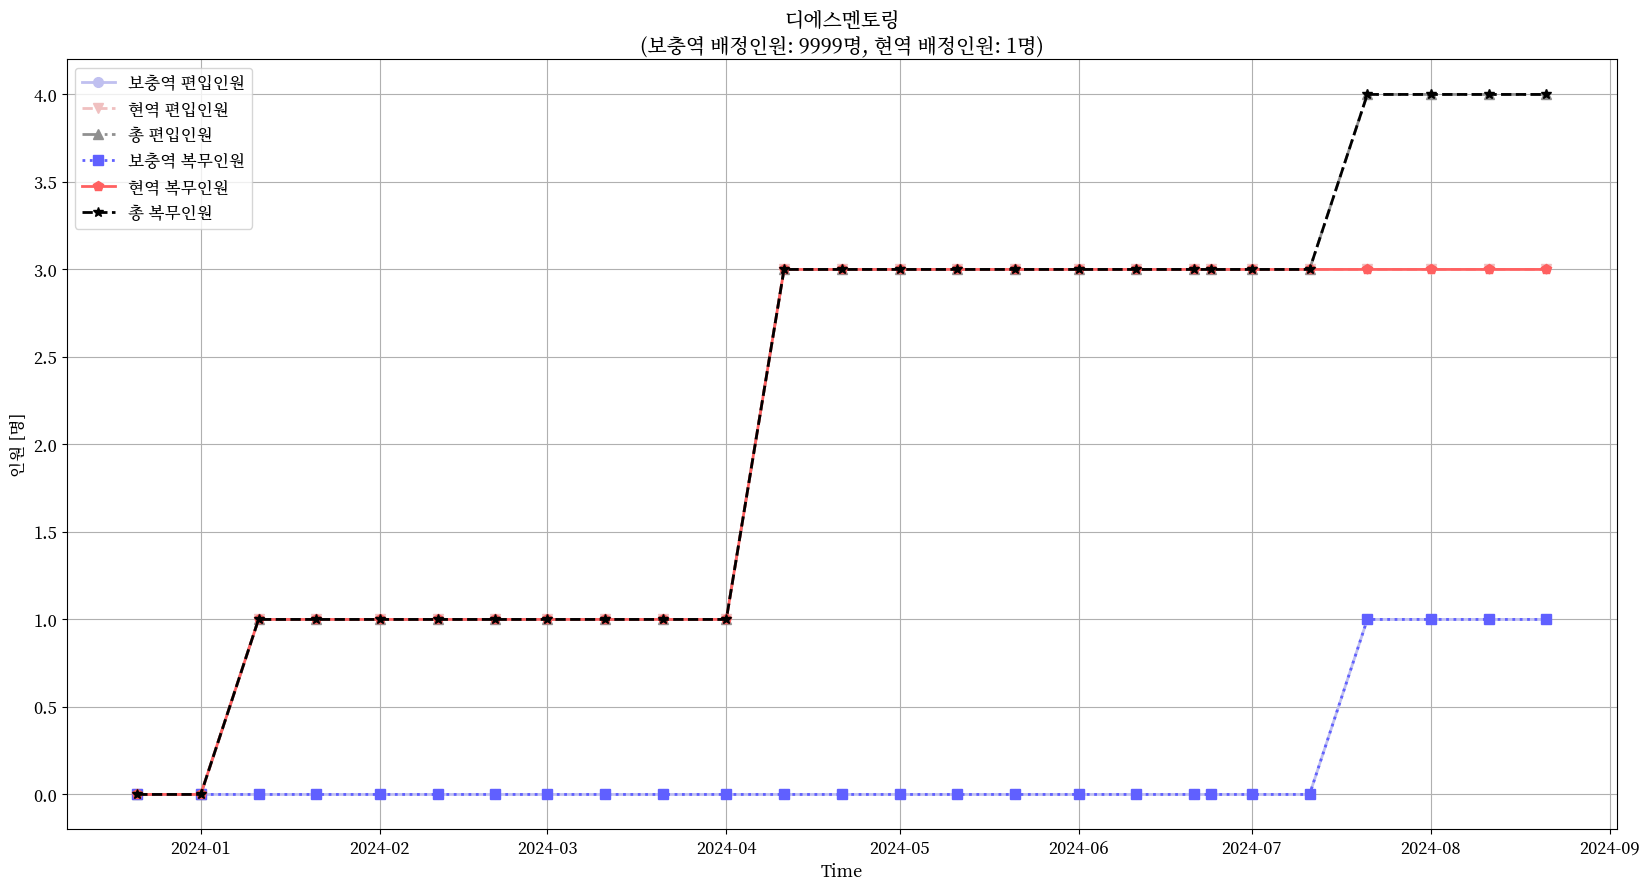 디에스멘토링
(보충역 배정인원: 9999명, 현역 배정인원: 1명)
보충역 편입인원
현역 편입인원
총 편입인원
보충역 복무인원
현역 복무인원
총 복무인원
4.0
3.5
3.0
2.5
2.0
1.5
1.0
0.5
0.0
인원 [명]
2024-01 2024-02 2024-03 2024-04 2024-05 2024-06 2024-07 2024-08 2024-09
Time